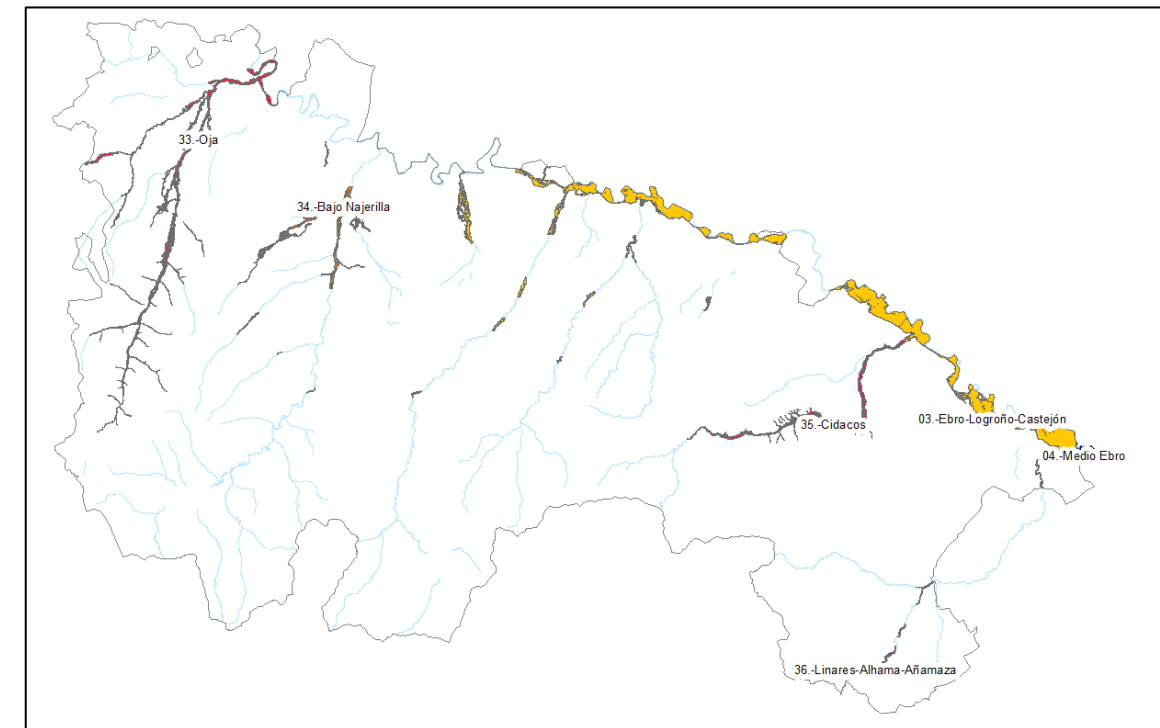 33.-Oja
34.-Bajo Najerilla
03.-Ebro-Logroño-Castejón
35.-Cidacos
04.-Medio Ebro
36.-Linares-Alhama-Añamaza